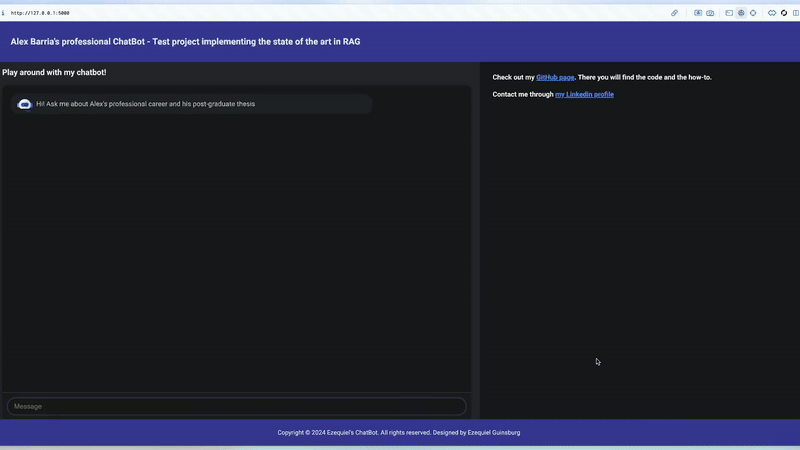 http://127.0.0.1:5000
Alex Barria's professional ChatBot - Test project implementing the state of the art in RAG
Play around with my chatbot!
Hi! Ask me about Alex's professional career and his post-graduate thesis
Message
Check out my GitHub page. There you will find the code and the how-to.
Contact me through my Linkedin profile
Copyright © 2024 Ezequiel's ChatBot. All rights reserved. Designed by Ezequiel Guinsburg